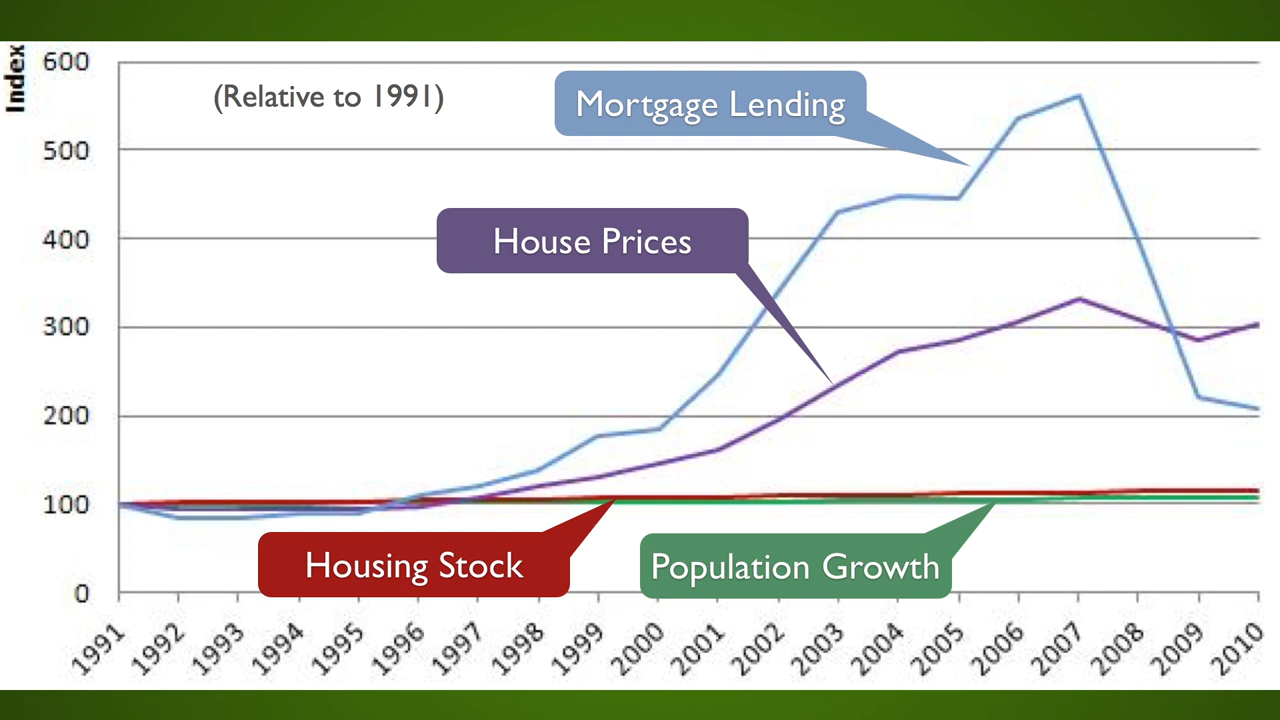 Index
600
(Relative to 1991)
Mortgage Lending
500
House Prices
400
300
200
100
Housing Stock
Population Growth
0
1991 1992 1993 1994 1995 1996 1997 1998 1999 2000 2001 2002 2003 2004 2005 2006 2007 2008 2009 2010